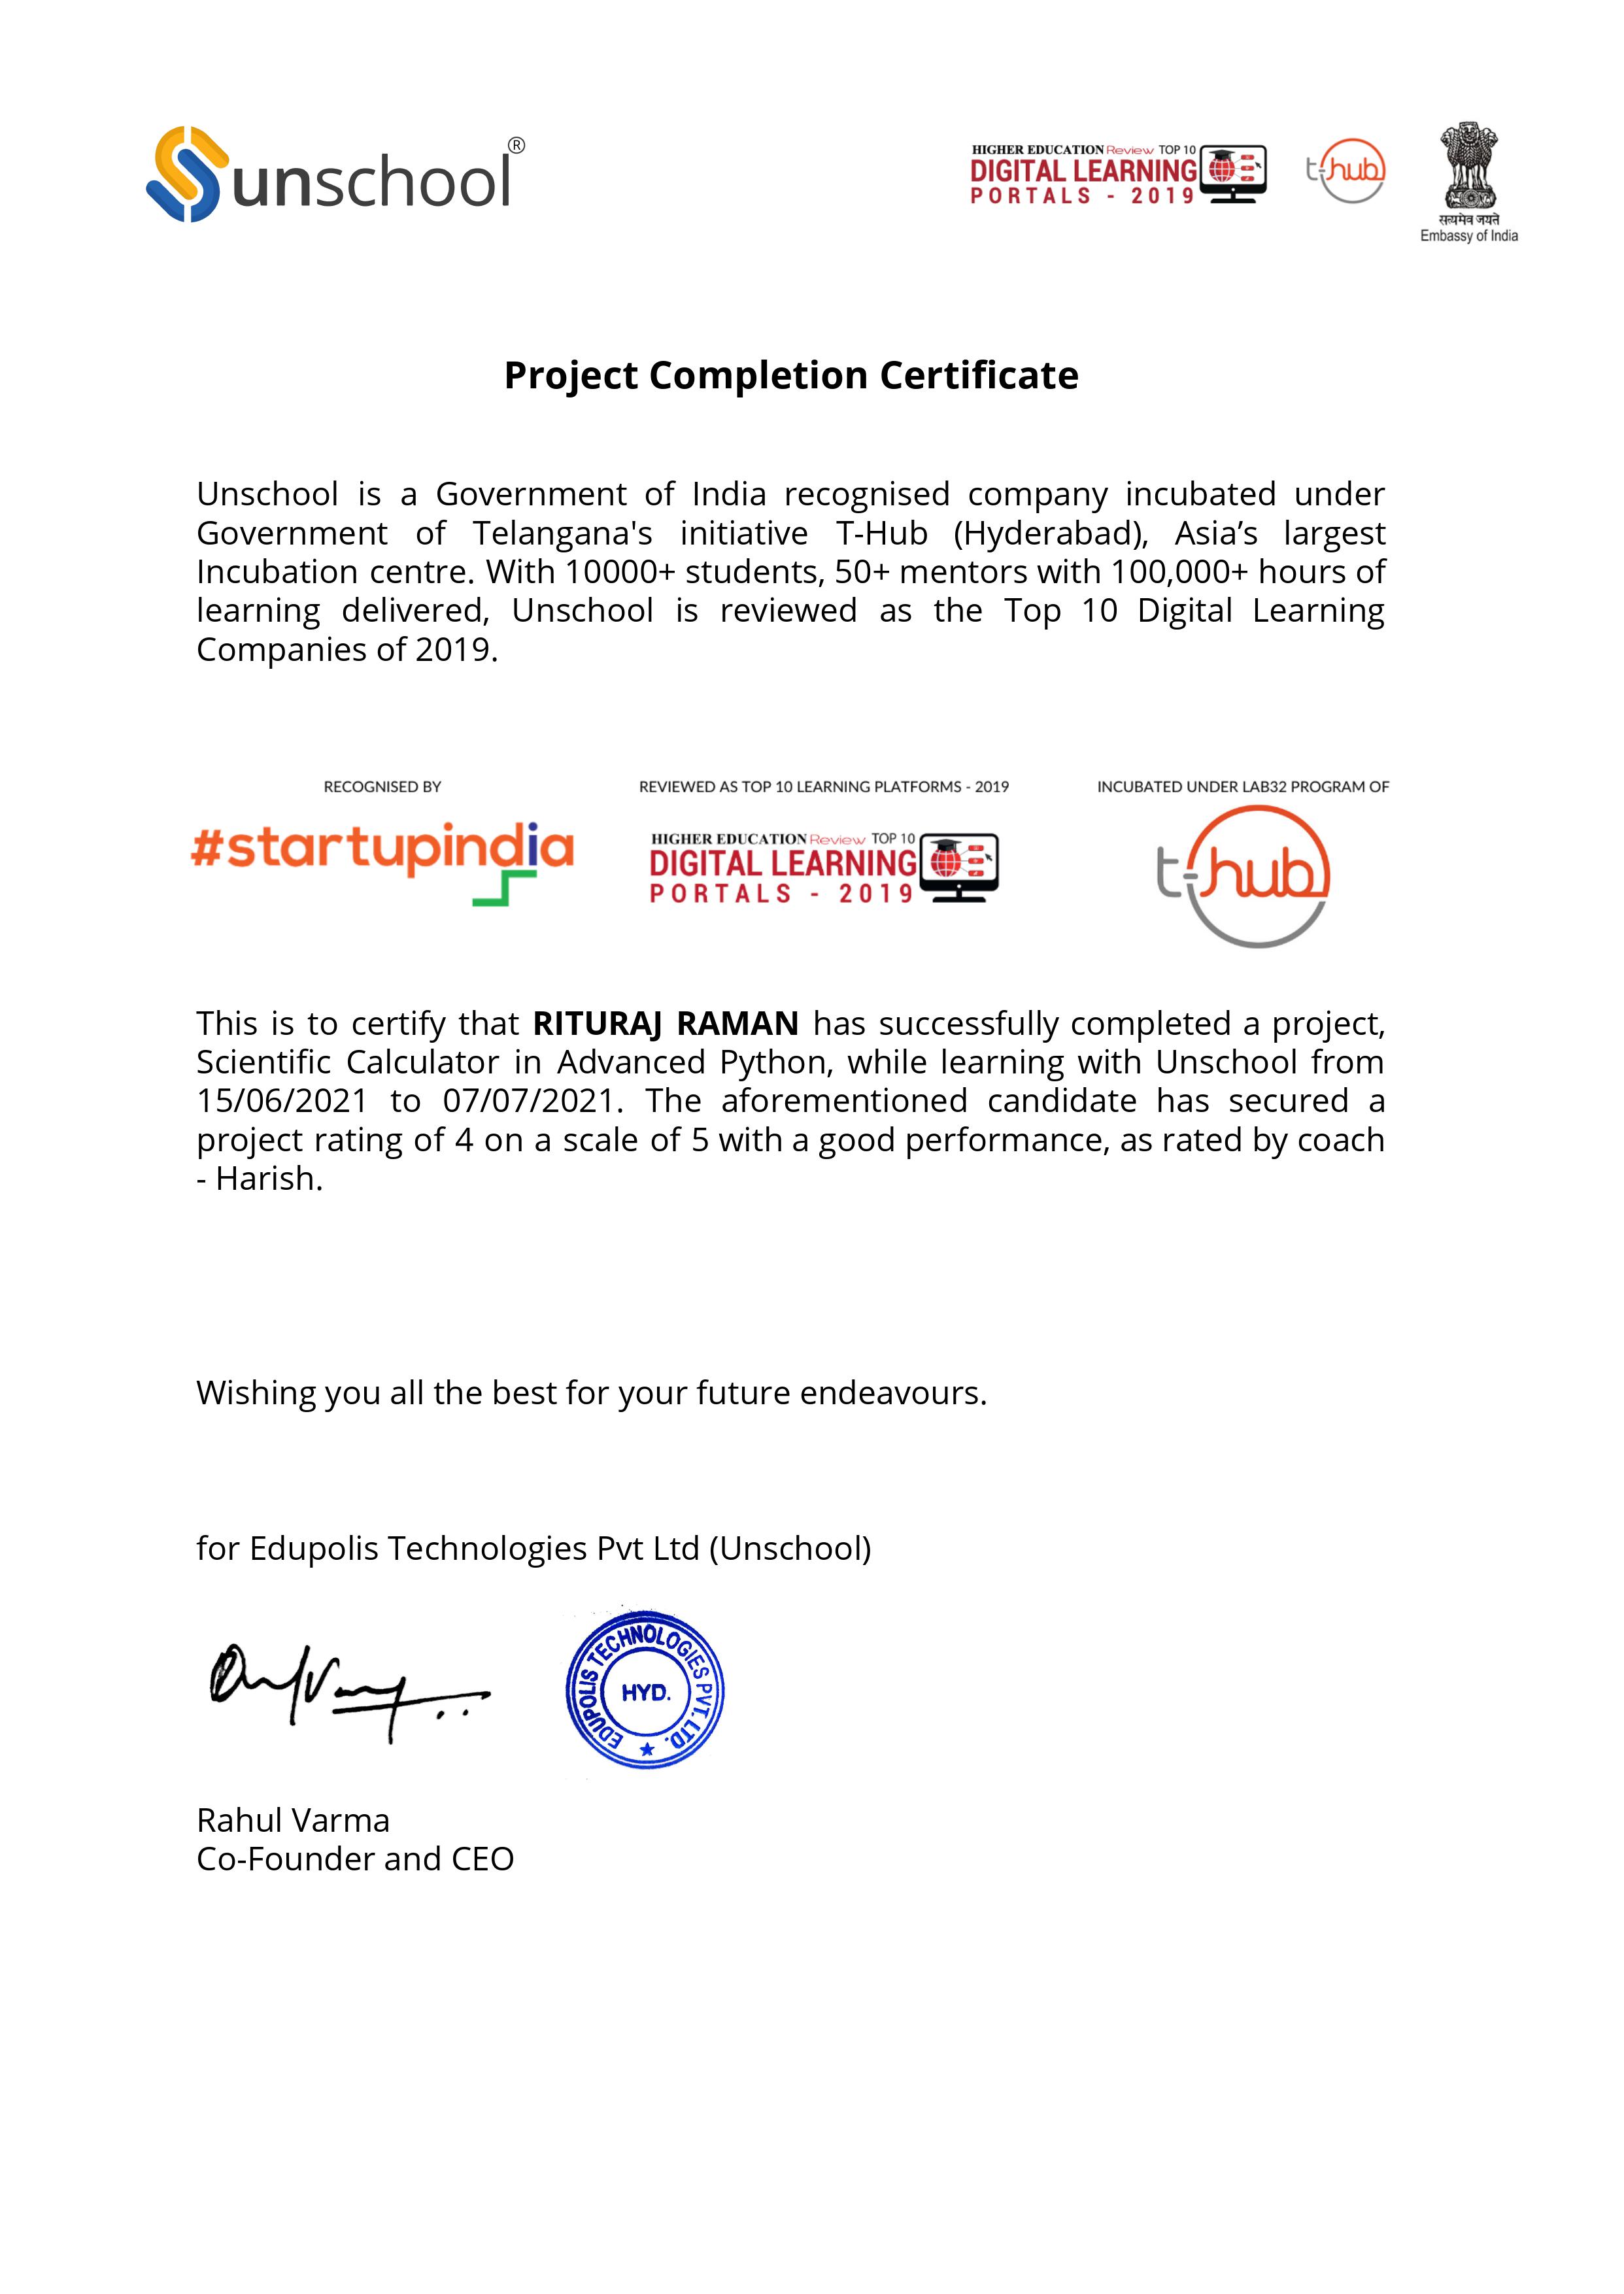 unschool®
HIGHER EDUCATION Review TOP 10
DIGITAL LEARNING
PORTALS - 2019
t-hub
सत्यमेव जयते
Embassy of India
Project Completion Certificate
Unschool is a Government of India recognised company incubated under
Government of Telangana's initiative T-Hub (Hyderabad), Asia’s largest
Incubation centre. With 10000+ students, 50+ mentors with 100,000+ hours of
learning delivered, Unschool is reviewed as the Top 10 Digital Learning
Companies of 2019.
RECOGNISED BY
#startupindia
REVIEWED AS TOP 10 LEARNING PLATFORMS - 2019
HIGHER EDUCATION Review TOP 10
DIGITAL LEARNING
PORTALS - 2019
INCUBATED UNDER LAB32 PROGRAM OF
t-hub
This is to certify that RITURAJ RAMAN has successfully completed a project,
Scientific Calculator in Advanced Python, while learning with Unschool from
15/06/2021 to 07/07/2021. The aforementioned candidate has secured a
project rating of 4 on a scale of 5 with a good performance, as rated by coach
- Harish.
Wishing you all the best for your future endeavours.
for Edupolis Technologies Pvt Ltd (Unschool)
EDUPOLIS TECHNOLOGIES PVT. LTD.
HYD.
Rahul Varma
Co-Founder and CEO